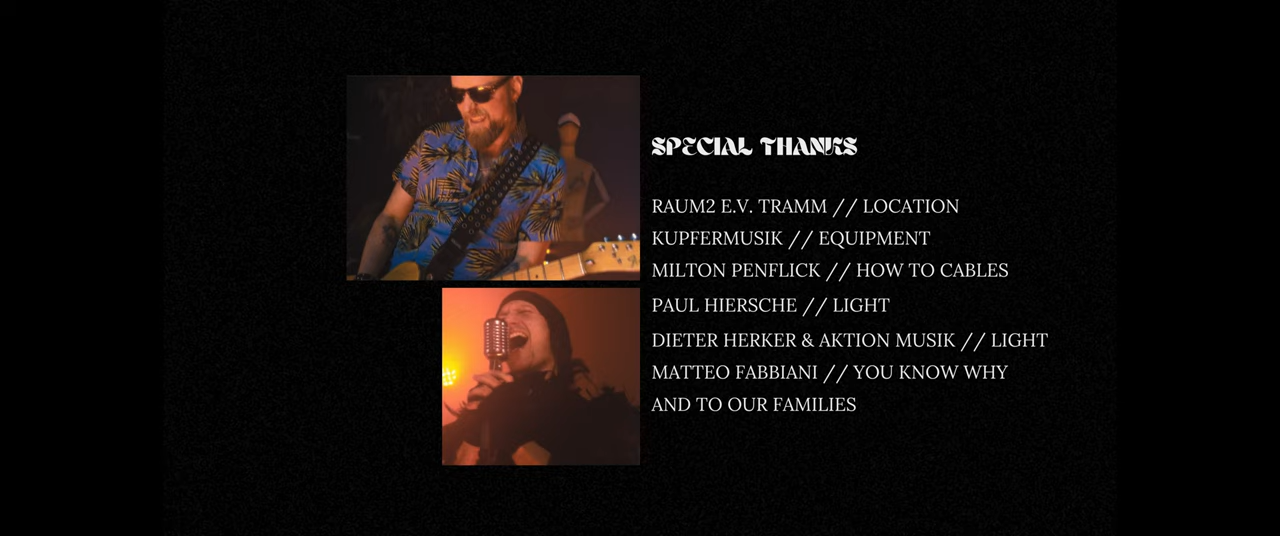 SPECIAL THANKS
RAUM2 E.V. TRAMM // LOCATION
KUPFERMUSIK // EQUIPMENT
MILTON PENFLICK // HOW TO CABLES
PAUL HIERSCHE // LIGHT
DIETER HERKER & AKTION MUSIK // LIGHT
MATTEO FABBIANI // YOU KNOW WHY
AND TO OUR FAMILIES